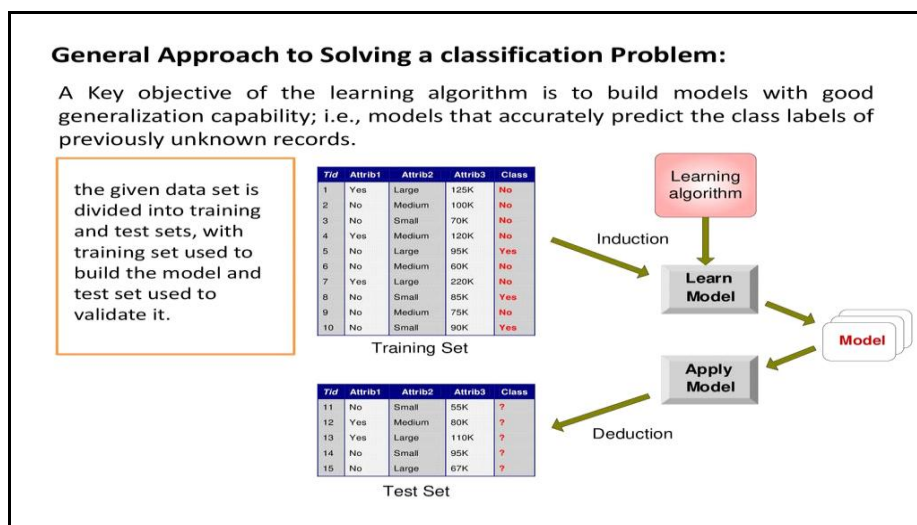 General Approach to Solving a classification Problem:
A Key objective of the learning algorithm is to build models with good
generalization capability; i.e., models that accurately predict the class labels of
previously unknown records.
the given data set is
divided into training
and test sets, with
training set used to
build the model and
test set used to
validate it.
Tid Attrib1 Attrib2 Attrib3 Class
1 Yes Large 125K No
2 No Medium 100K No
3 No Small 70K No
4 Yes Medium 120K No
5 No Large 95K Yes
6 No Medium 60K No
7 Yes Large 220K No
8 No Small 85K Yes
9 No Medium 75K No
10 No Small 90K Yes
Training Set
Learning
algorithm
Induction
Learn
Model
Model
Apply
Model
Deduction
Tid Attrib1 Attrib2 Attrib3 Class
11 No Small 55K ?
12 Yes Medium 80K ?
13 Yes Large 110K ?
14 No Small 95K ?
15 No Large 67K ?
Test Set